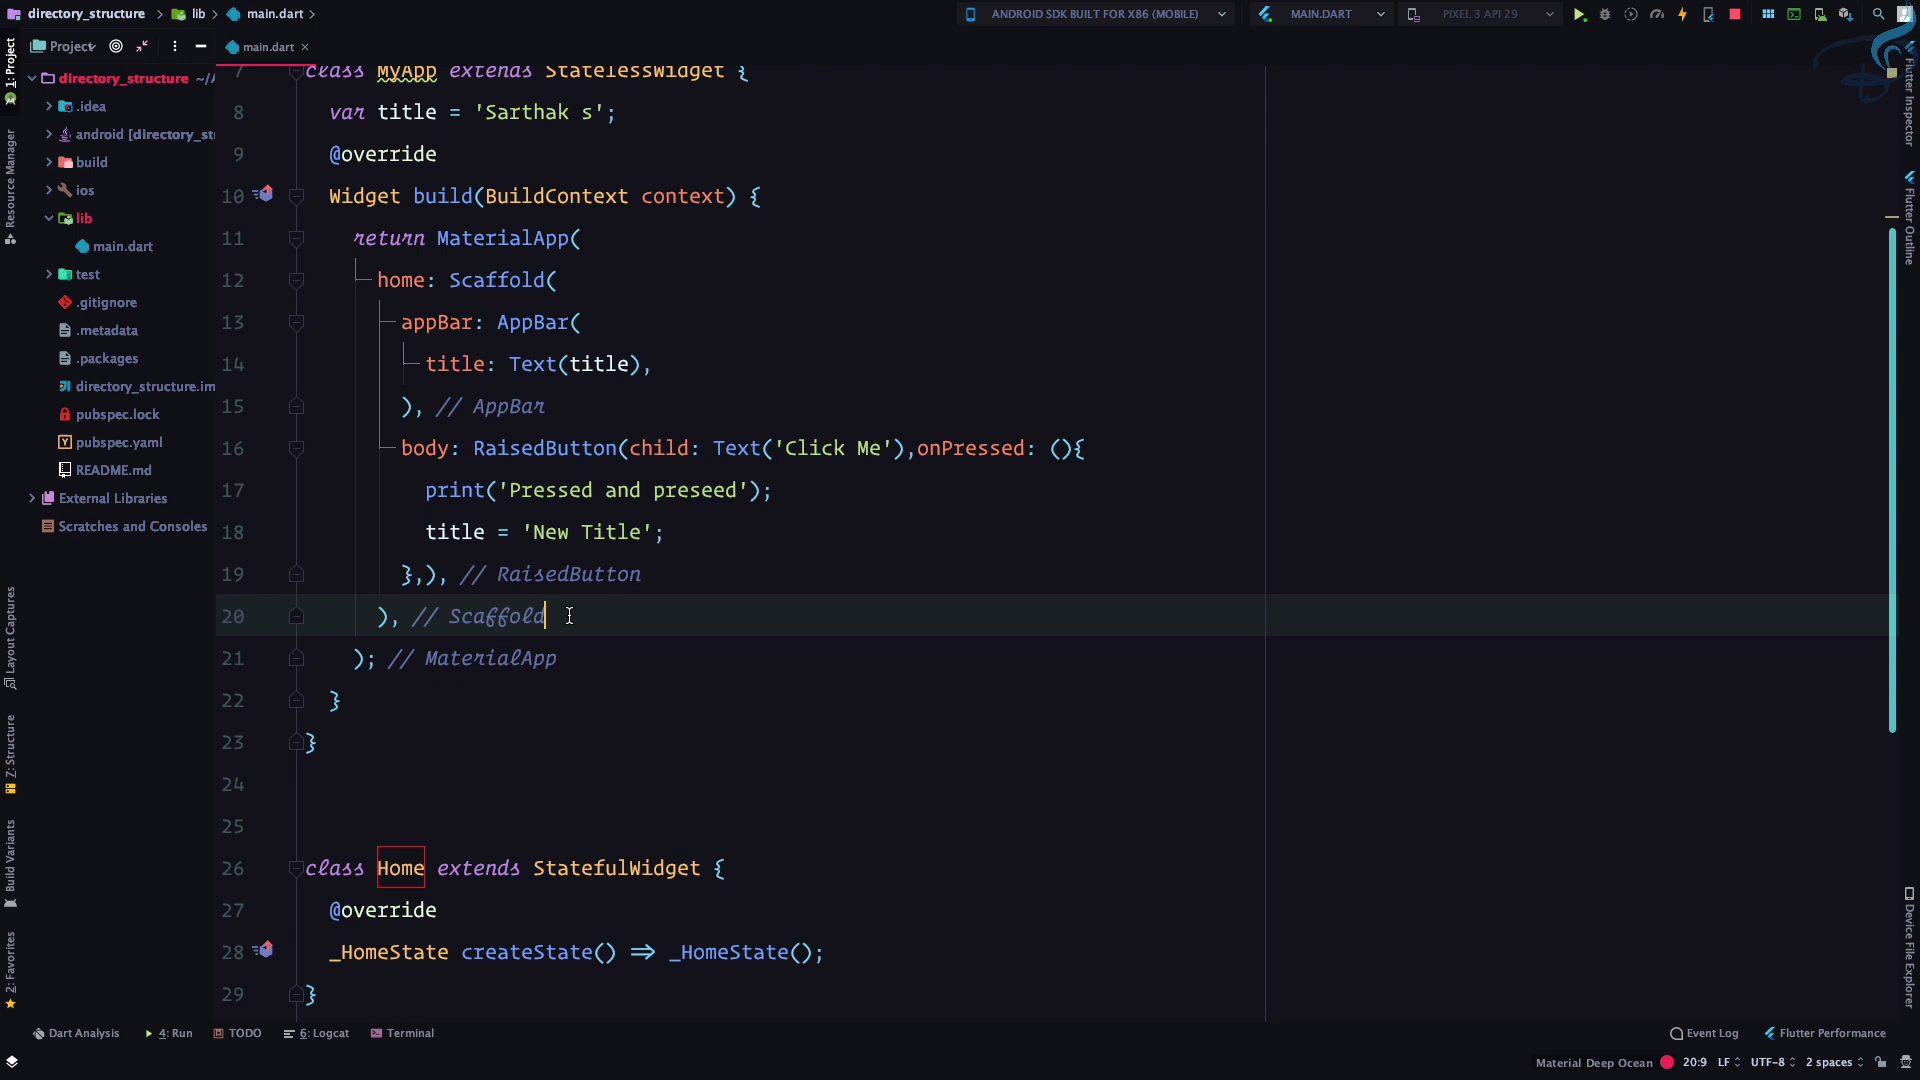 directory_structure > lib > main.dart >
ANDROID SDK BUILT FOR X86 (MOBILE)
MAIN.DART
PIXEL 3 API 29
Project
main.dart
1: Project
Resource Manager
Layout Captures
Z: Structure
Build Variants
2: Favorites
directory_structure ~/A
.idea
android [directory_str
build
ios
lib
main.dart
test
.gitignore
.metadata
.packages
directory_structure.im
pubspec.lock
pubspec.yaml
README.md
External Libraries
Scratches and Consoles
7 class MyApp extends StatelessWidget {
8 var title = 'Sarthak s';
9 @override
10 Widget build(BuildContext context) {
11 return MaterialApp(
12 home: Scaffold(
13 appBar: AppBar(
14 title: Text(title),
15 ), // AppBar
16 body: RaisedButton(child: Text('Click Me'),onPressed: (){
17 print('Pressed and preseed');
18 title = 'New Title';
19 },), // RaisedButton
20 ), // Scaffold
21 ); // MaterialApp
22 }
23 }
24
25
26 class Home extends StatefulWidget {
27 @override
28 _HomeState createState() => _HomeState();
29 }
Flutter Inspector
Flutter Outline
Device File Explorer
Dart Analysis
4: Run
TODO
6: Logcat
Terminal
Event Log
Flutter Performance
Material Deep Ocean
20:9
LF
UTF-8
2 spaces